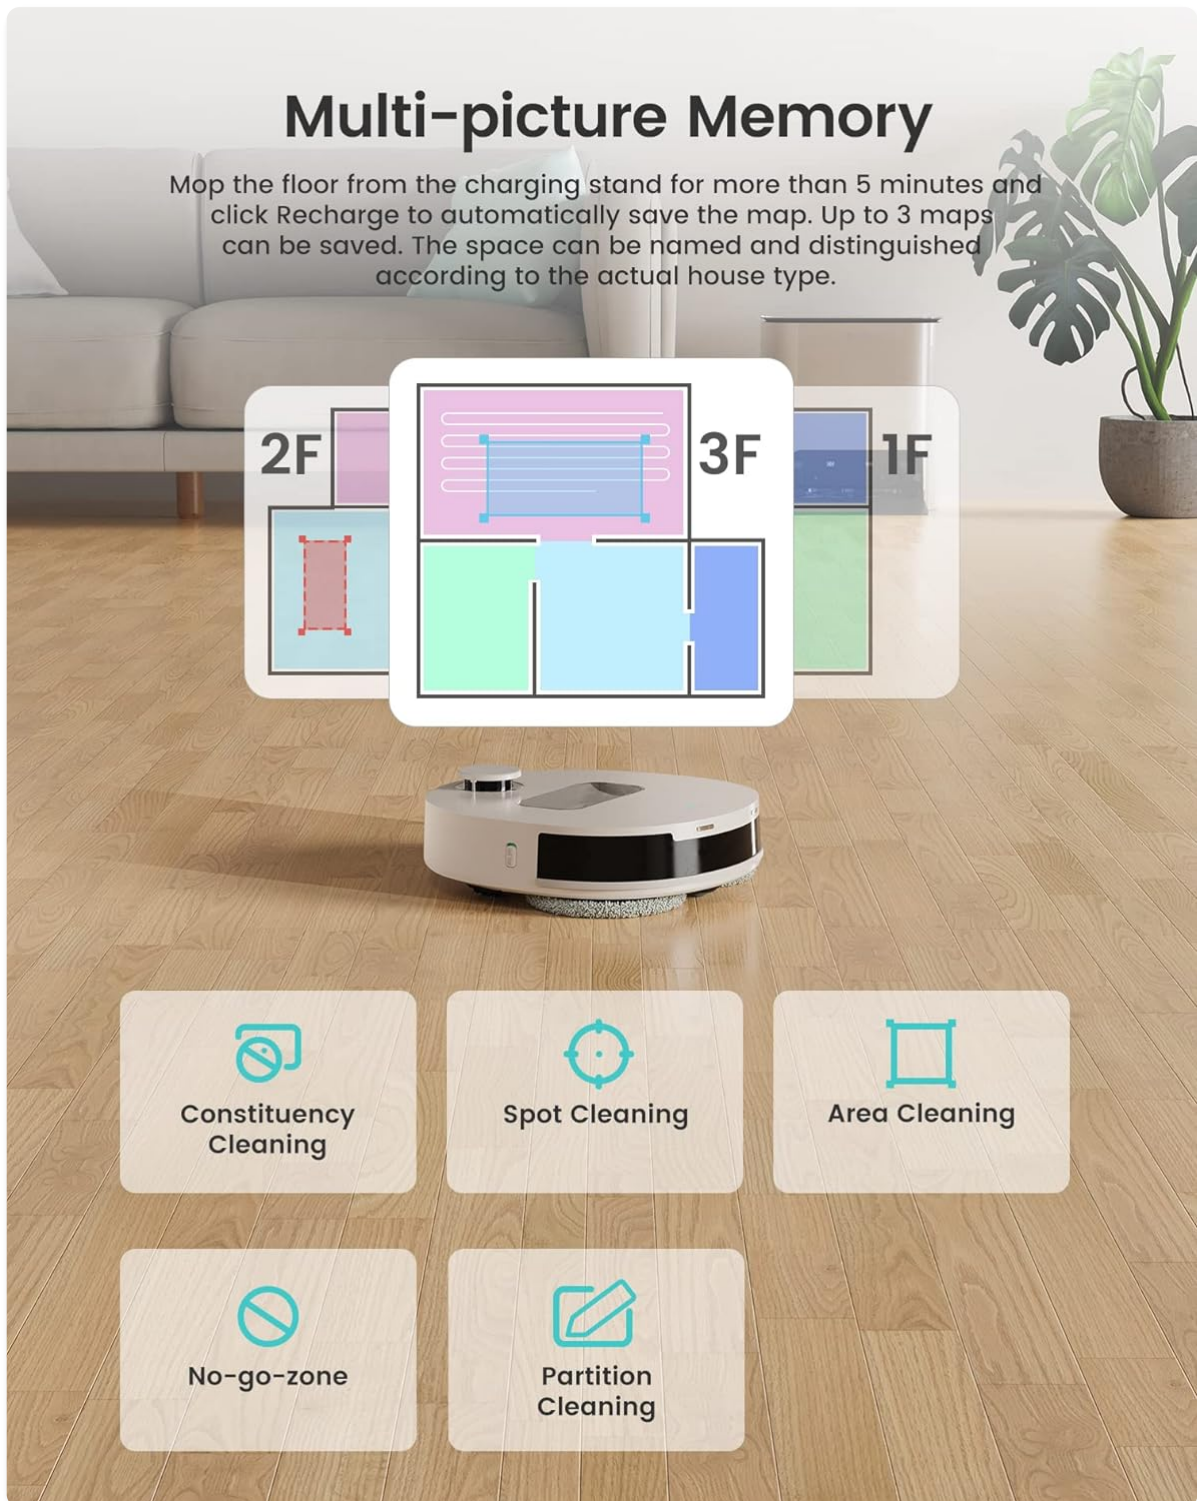 Multi-picture Memory
Mop the floor from the charging stand for more than 5 minutes and
click Recharge to automatically save the map. Up to 3 maps
can be saved. The space can be named and distinguished
according to the actual house type.
2F
3F
1F
Constituency
Cleaning
Spot Cleaning
Area Cleaning
No-go-zone
Partition
Cleaning